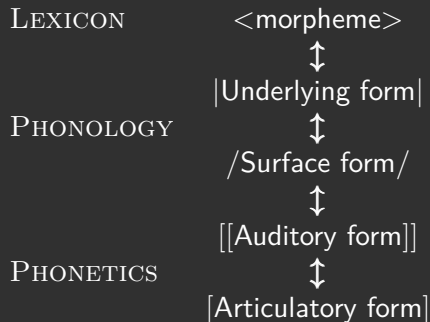 LEXICON <morpheme>
↕
|Underlying form|
PHONOLOGY ↕
/Surface form/
↕
[[Auditory form]]
PHONETICS ↕
[Articulatory form]